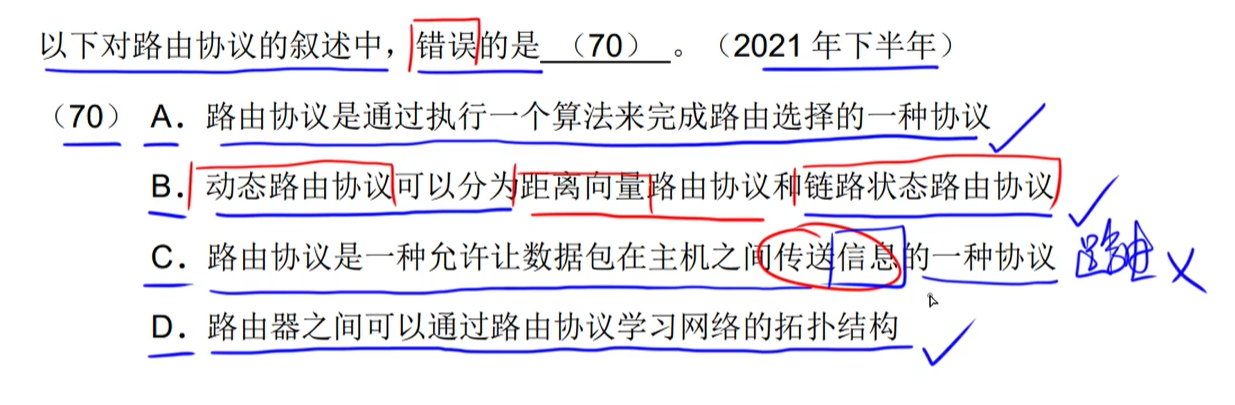 以下对路由协议的叙述中，错误的是 （70） 。（2021 年下半年）
（70） A．路由协议是通过执行一个算法来完成路由选择的一种协议
B．动态路由协议可以分为距离向量路由协议和链路状态路由协议
C．路由协议是一种允许让数据包在主机之间传送信息的一种协议 路由
D．路由器之间可以通过路由协议学习网络的拓扑结构